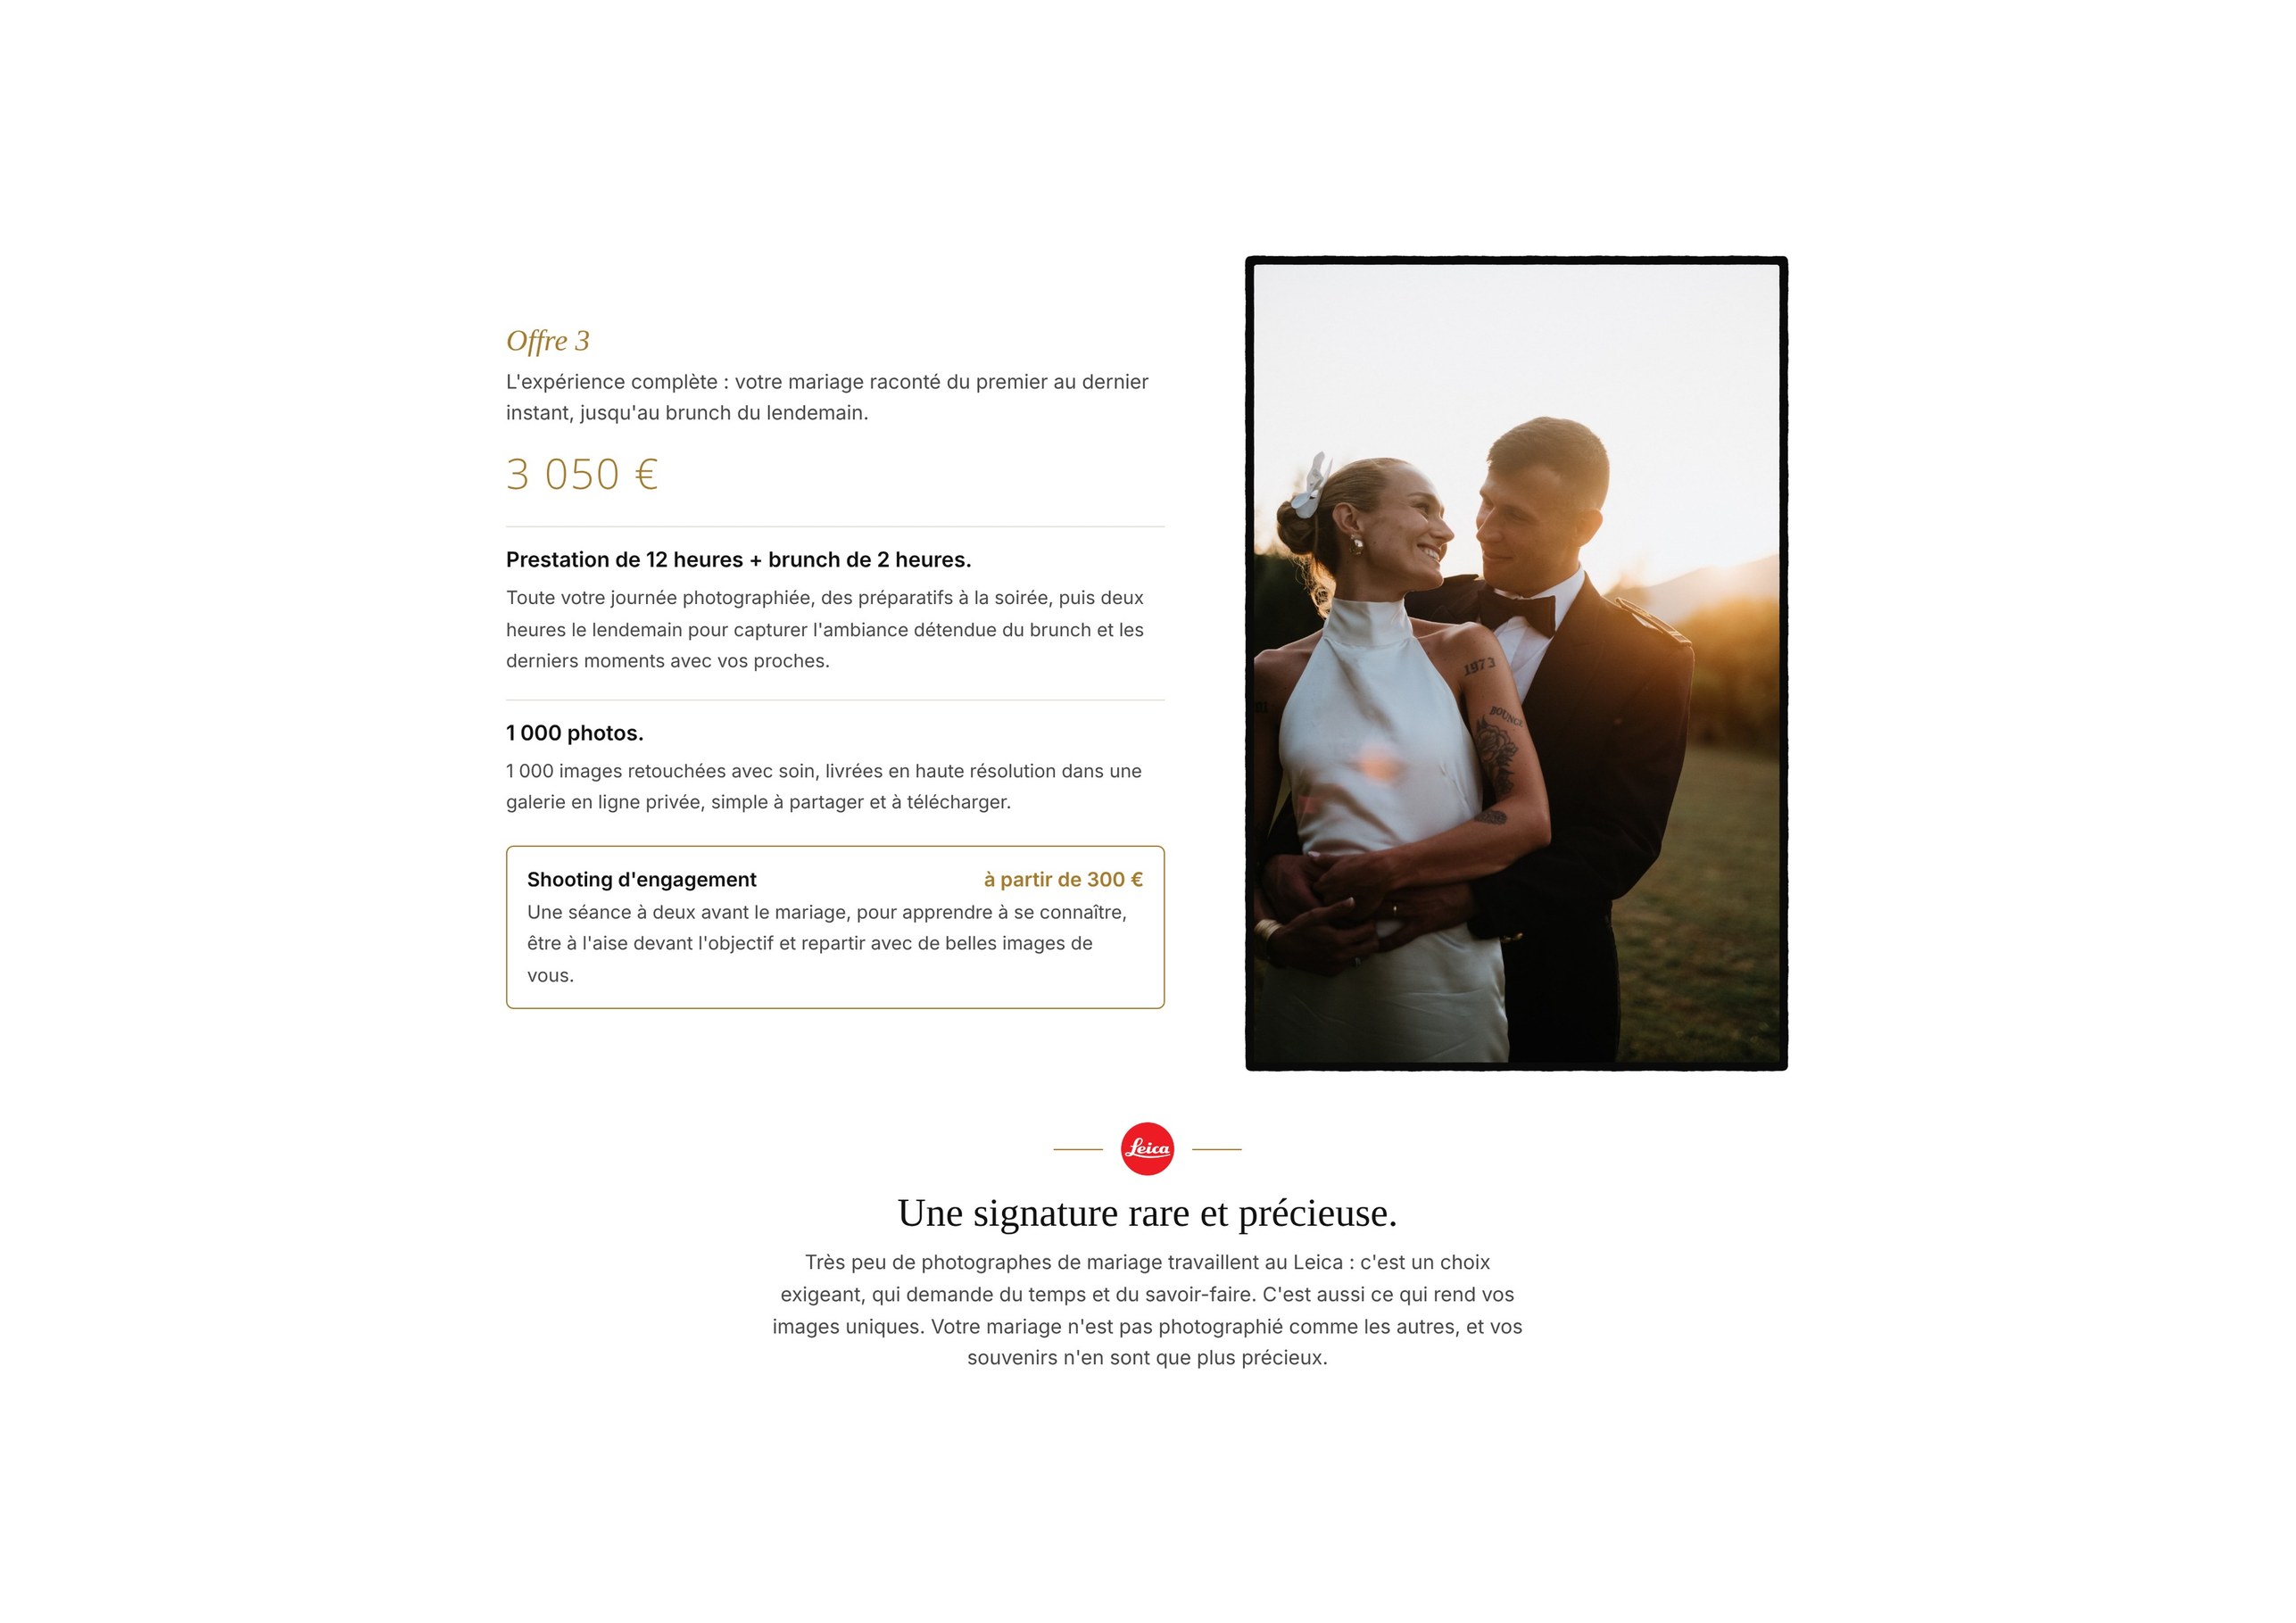 Offre 3
L'expérience complète : votre mariage raconté du premier au dernier
instant, jusqu'au brunch du lendemain.
3 050 €
Prestation de 12 heures + brunch de 2 heures.
Toute votre journée photographiée, des préparatifs à la soirée, puis deux
heures le lendemain pour capturer l'ambiance détendue du brunch et les
derniers moments avec vos proches.
1 000 photos.
1 000 images retouchées avec soin, livrées en haute résolution dans une
galerie en ligne privée, simple à partager et à télécharger.
Shooting d'engagement
à partir de 300 €
Une séance à deux avant le mariage, pour apprendre à se connaître,
être à l'aise devant l'objectif et repartir avec de belles images de
vous.
1973
BOUNCE
Leica
Une signature rare et précieuse.
Très peu de photographes de mariage travaillent au Leica : c'est un choix
exigeant, qui demande du temps et du savoir-faire. C'est aussi ce qui rend vos
images uniques. Votre mariage n'est pas photographié comme les autres, et vos
souvenirs n'en sont que plus précieux.